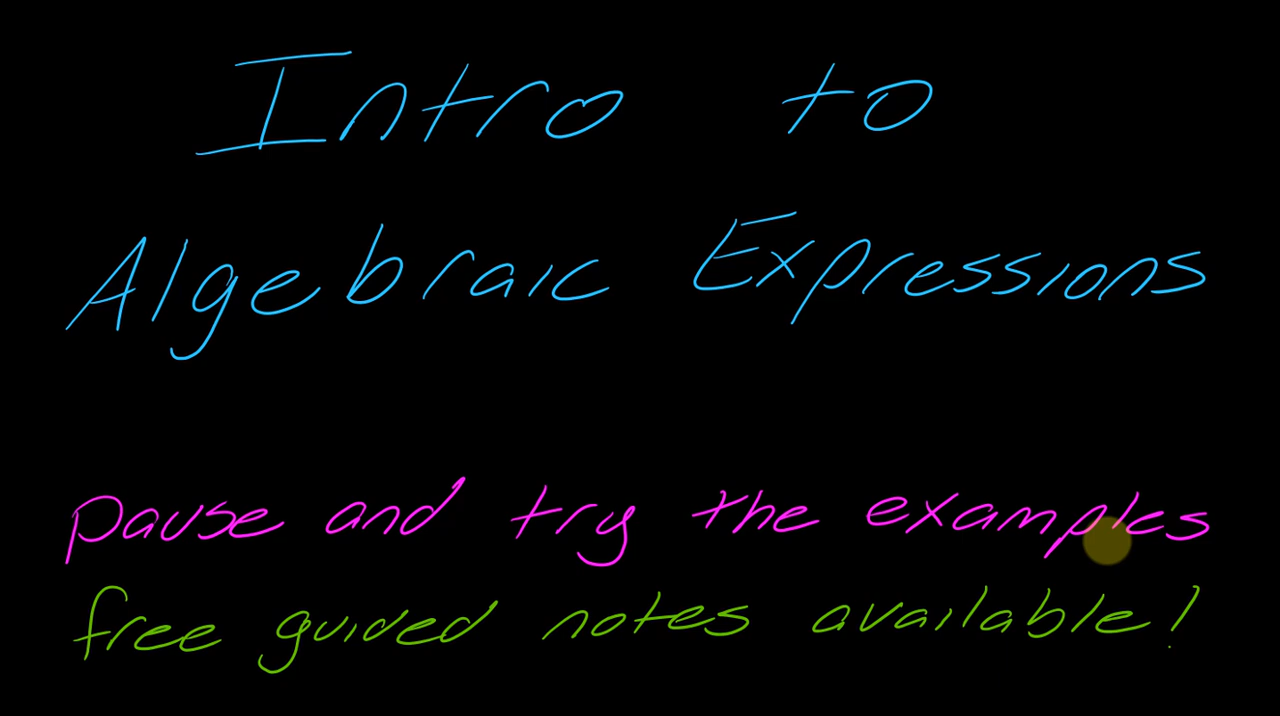 Intro to
Algebraic Expressions
pause and try the examples
free guided notes available!